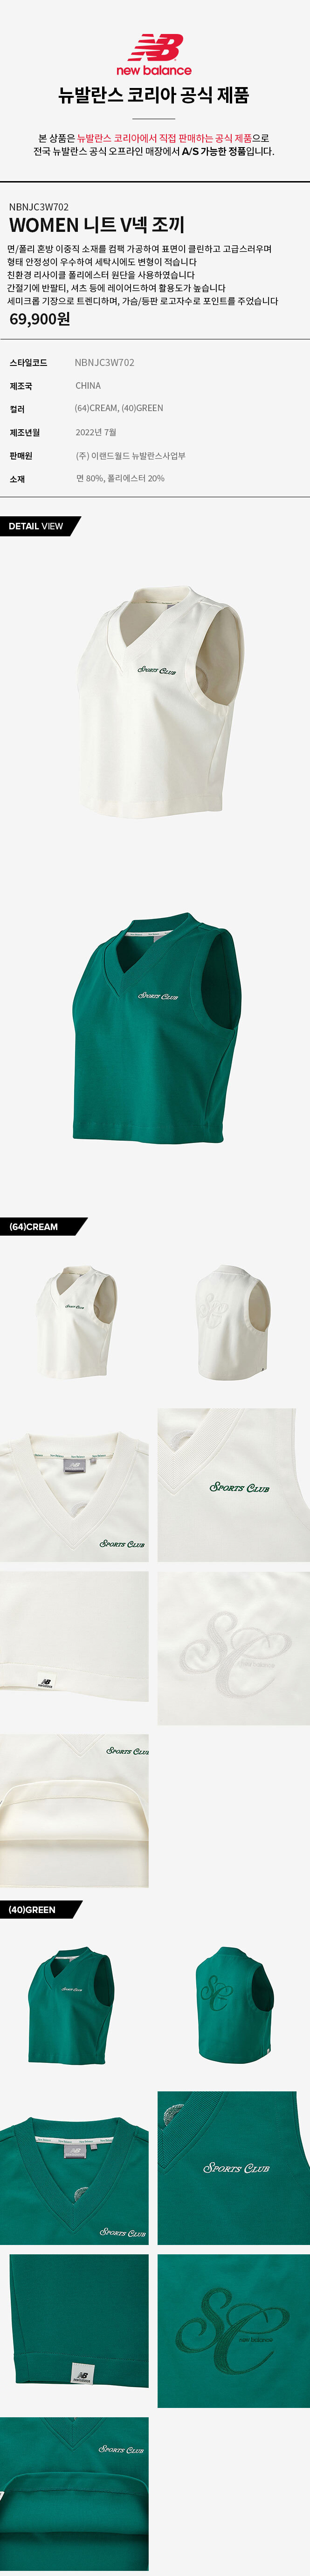 NB
new balance
뉴발란스 코리아 공식 제품
본 상품은 뉴발란스 코리아에서 직접 판매하는 공식 제품으로
전국 뉴발란스 공식 오프라인 매장에서 A/S 가능한 정품입니다.
NBNJC3W702
WOMEN 니트 V넥 조끼
면/폴리 혼방 이중직 소재를 컴팩 가공하여 표면이 클린하고 고급스러우며
형태 안정성이 우수하여 세탁시에도 변형이 적습니다
친환경 리사이클 폴리에스터 원단을 사용하였습니다
간절기에 반팔티, 셔츠 등에 레이어드하여 활용도가 높습니다
세미크롭 기장으로 트렌디하며, 가슴/등판 로고자수로 포인트를 주었습니다
69,900원
스타일코드 NBNJC3W702
제조국 CHINA
컬러 (64)CREAM, (40)GREEN
제조년월 2022년 7월
판매원 (주) 이랜드월드 뉴발란스사업부
소재 면 80%, 폴리에스터 20%
DETAIL VIEW
SPORTS CLUB
SPORTS CLUB
(64)CREAM
SPORTS CLUB
SC
SPORTS CLUB
SPORTS CLUB
NB
SC
SPORTS CLUB
(40)GREEN
SPORTS CLUB
SC
SPORTS CLUB
SPORTS CLUB
NB
SC
new balance
SPORTS CLUB